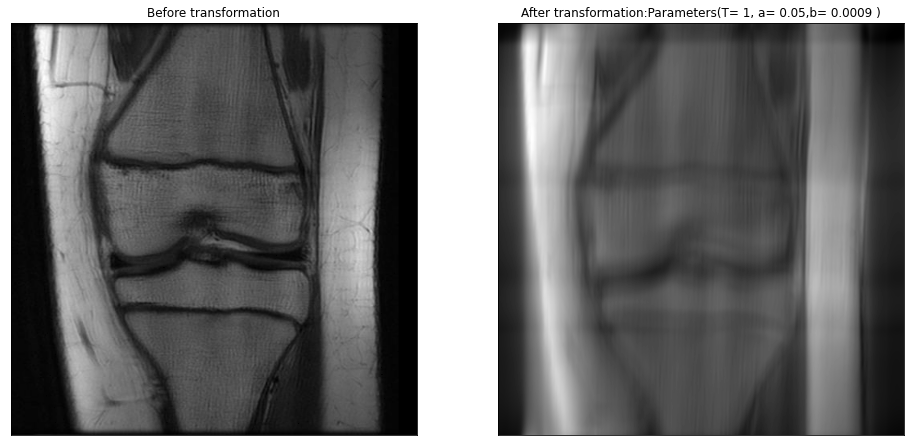 Before transformation
After transformation:Parameters(T= 1, a= 0.05,b= 0.0009 )